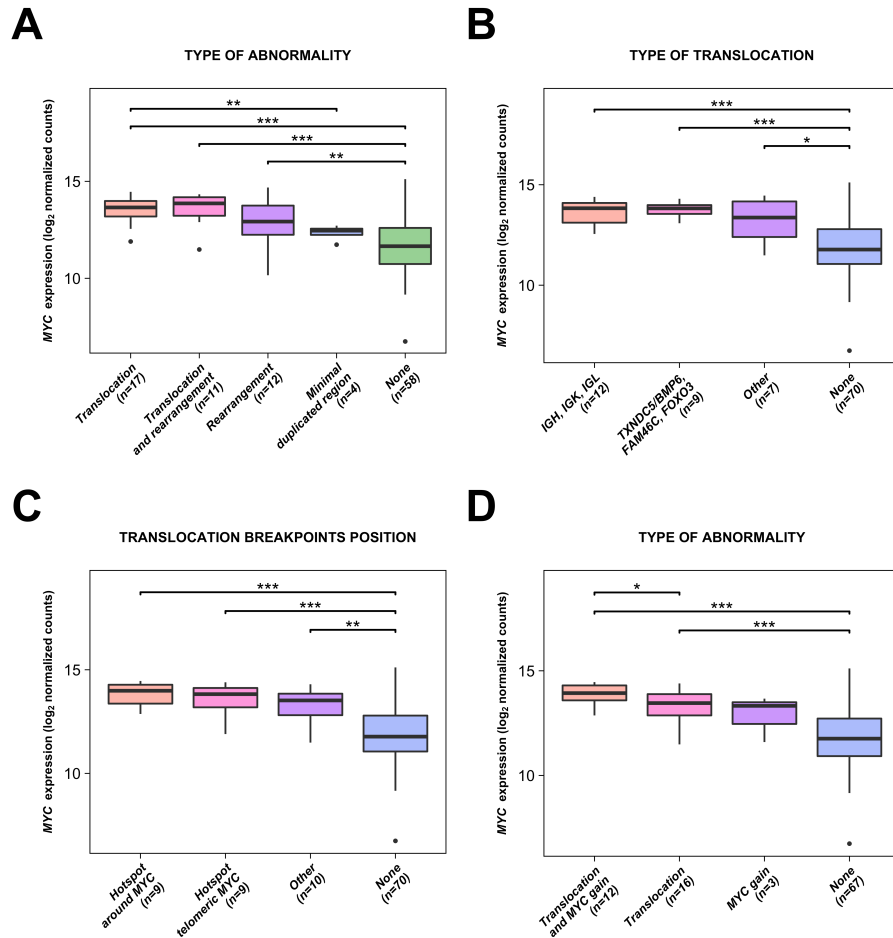 A
TYPE OF ABNORMALITY
MYC expression (log2 normalized counts)
15
10
**
***
***
**
Translocation
(n=17)
Translocation
and rearrangement
(n=11)
Rearrangement
(n=12)
Minimal
duplicated region
(n=4)
None
(n=58)
B
TYPE OF TRANSLOCATION
MYC expression (log2 normalized counts)
15
10
***
***
*
IGH, IGK, IGL
(n=12)
TXNDC5/BMP6,
FAM46C, FOXO3
(n=9)
Other
(n=7)
None
(n=70)
C
TRANSLOCATION BREAKPOINTS POSITION
MYC expression (log2 normalized counts)
15
10
***
***
**
Hotspot
around MYC
(n=9)
Hotspot
telomeric MYC
(n=9)
Other
(n=10)
None
(n=70)
D
TYPE OF ABNORMALITY
MYC expression (log2 normalized counts)
15
10
*
***
***
Translocation
and MYC gain
(n=12)
Translocation
(n=16)
MYC gain
(n=3)
None
(n=67)